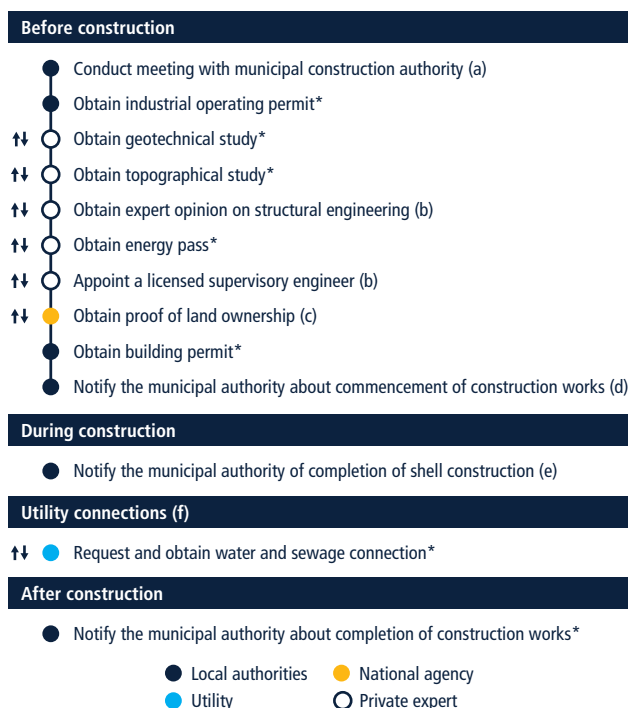 Before construction
Conduct meeting with municipal construction authority (a)
Obtain industrial operating permit*
Obtain geotechnical study*
Obtain topographical study*
Obtain expert opinion on structural engineering (b)
Obtain energy pass*
Appoint a licensed supervisory engineer (b)
Obtain proof of land ownership (c)
Obtain building permit*
Notify the municipal authority about commencement of construction works (d)
During construction
Notify the municipal authority of completion of shell construction (e)
Utility connections (f)
Request and obtain water and sewage connection*
After construction
Notify the municipal authority about completion of construction works*
Local authorities National agency
Utility Private expert